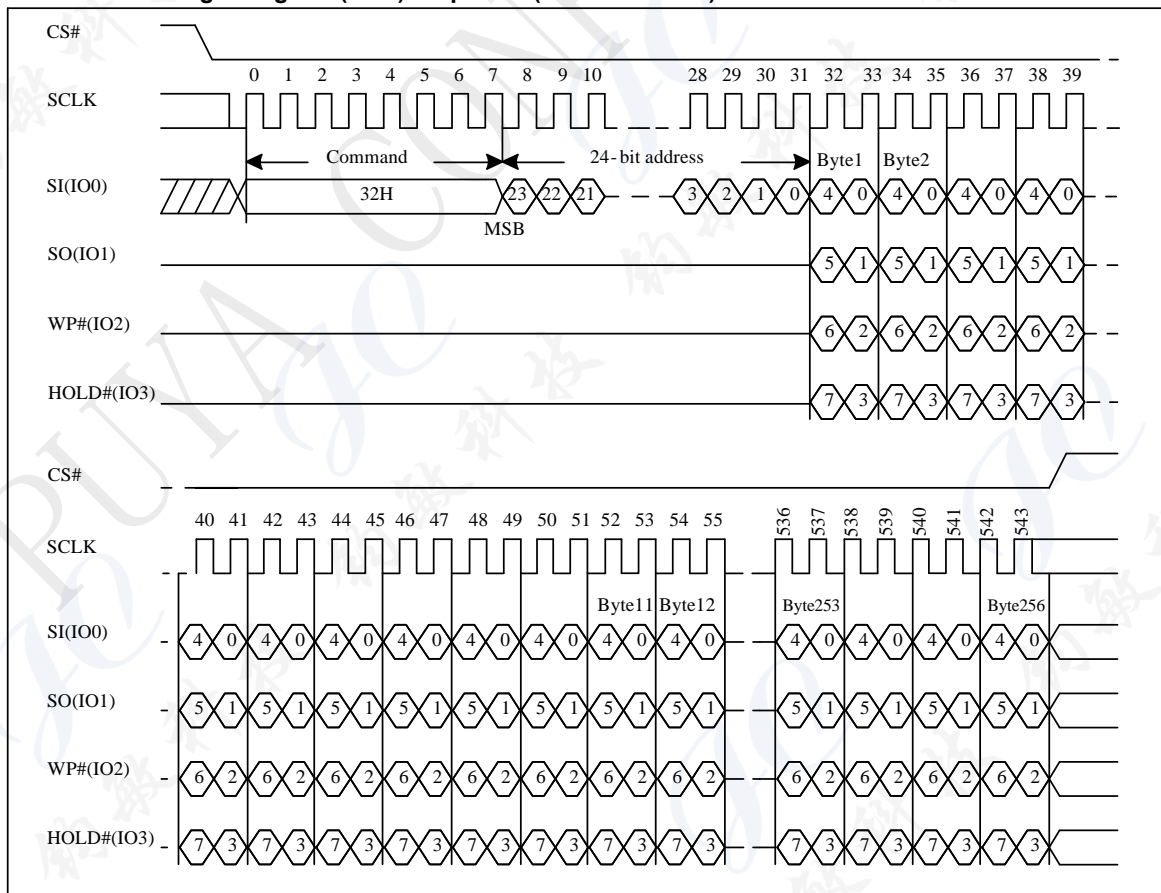 CS#
0 1 2 3 4 5 6 7 8 9 10 28 29 30 31 32 33 34 35 36 37 38 39
SCLK
Command 24-bit address Byte1 Byte2
SI(IO0) 32H 23 22 21 3 2 1 0 4 0 4 0 4 0 4 0
MSB
SO(IO1) 5 1 5 1 5 1 5 1
WP#(IO2) 6 2 6 2 6 2 6 2
HOLD#(IO3) 7 3 7 3 7 3 7 3
CS#
40 41 42 43 44 45 46 47 48 49 50 51 52 53 54 55 536 537 538 539 540 541 542 543
SCLK
Byte11 Byte12 Byte253 Byte256
SI(IO0) 4 0 4 0 4 0 4 0 4 0 4 0 4 0 4 0 4 0 4 0 4 0 4 0
SO(IO1) 5 1 5 1 5 1 5 1 5 1 5 1 5 1 5 1 5 1 5 1 5 1 5 1
WP#(IO2) 6 2 6 2 6 2 6 2 6 2 6 2 6 2 6 2 6 2 6 2 6 2 6 2
HOLD#(IO3) 7 3 7 3 7 3 7 3 7 3 7 3 7 3 7 3 7 3 7 3 7 3 7 3
PUYA CONF